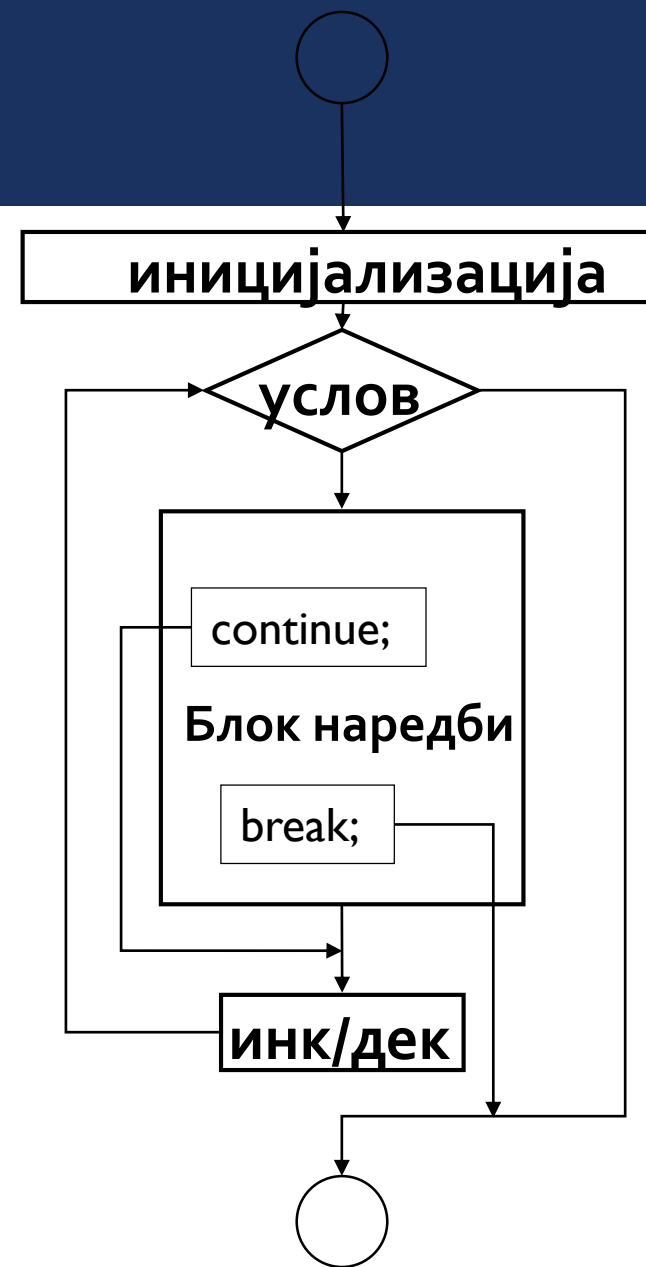 иницијализација
услов
continue;
Блок наредби
break;
инк/дек